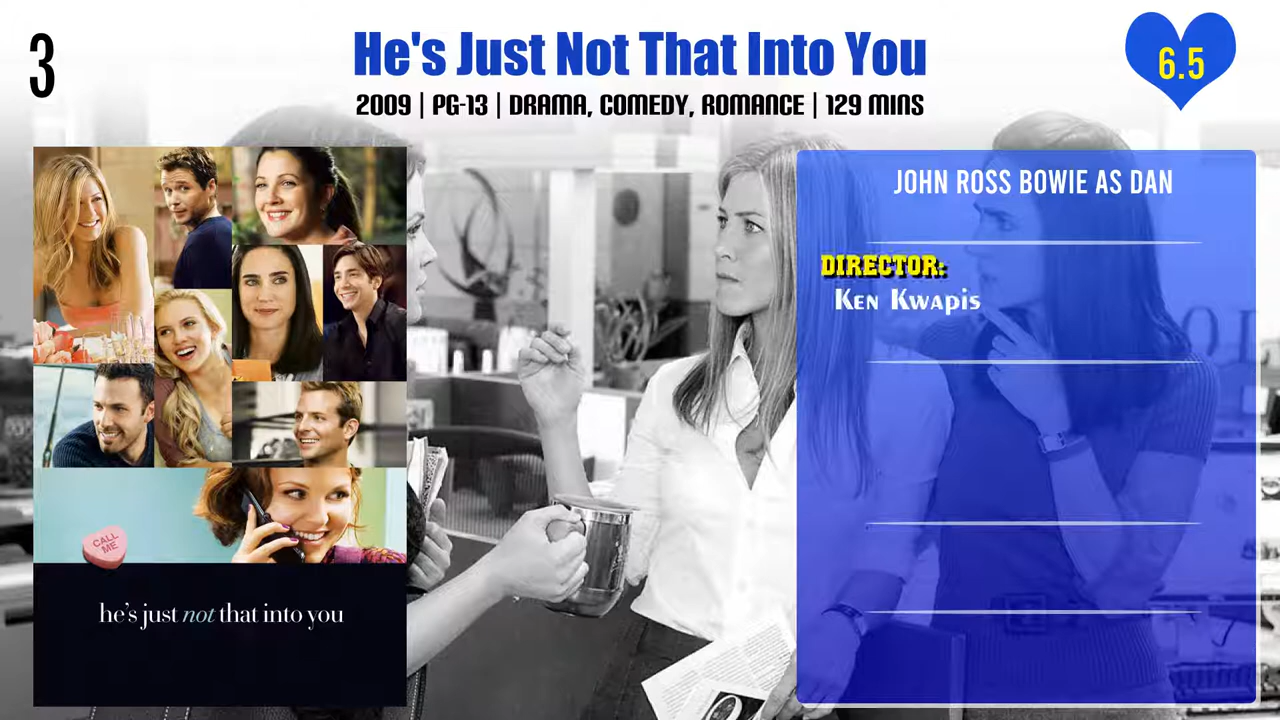 3
He's Just Not That Into You
6.5
2009 | PG-13 | DRAMA, COMEDY, ROMANCE | 129 MINS
JOHN ROSS BOWIE AS DAN
DIRECTOR:
Ken Kwapis
CALL
ME
he's just not that into you